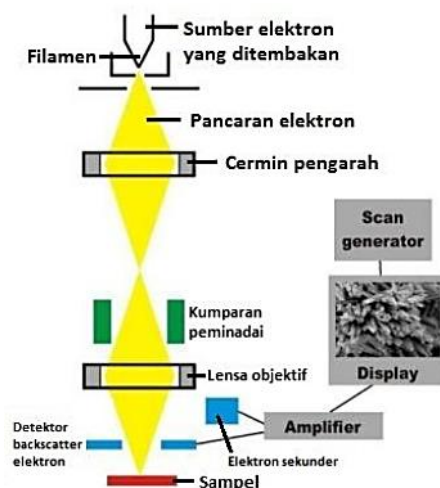 Sumber elektron
yang ditembakan
Filamen
Pancaran elektron
Cermin pengarah
Scan
generator
Kumparan
peminadai
Display
Lensa objektif
Detektor
backscatter
elektron
Elektron sekunder
Amplifier
Sampel